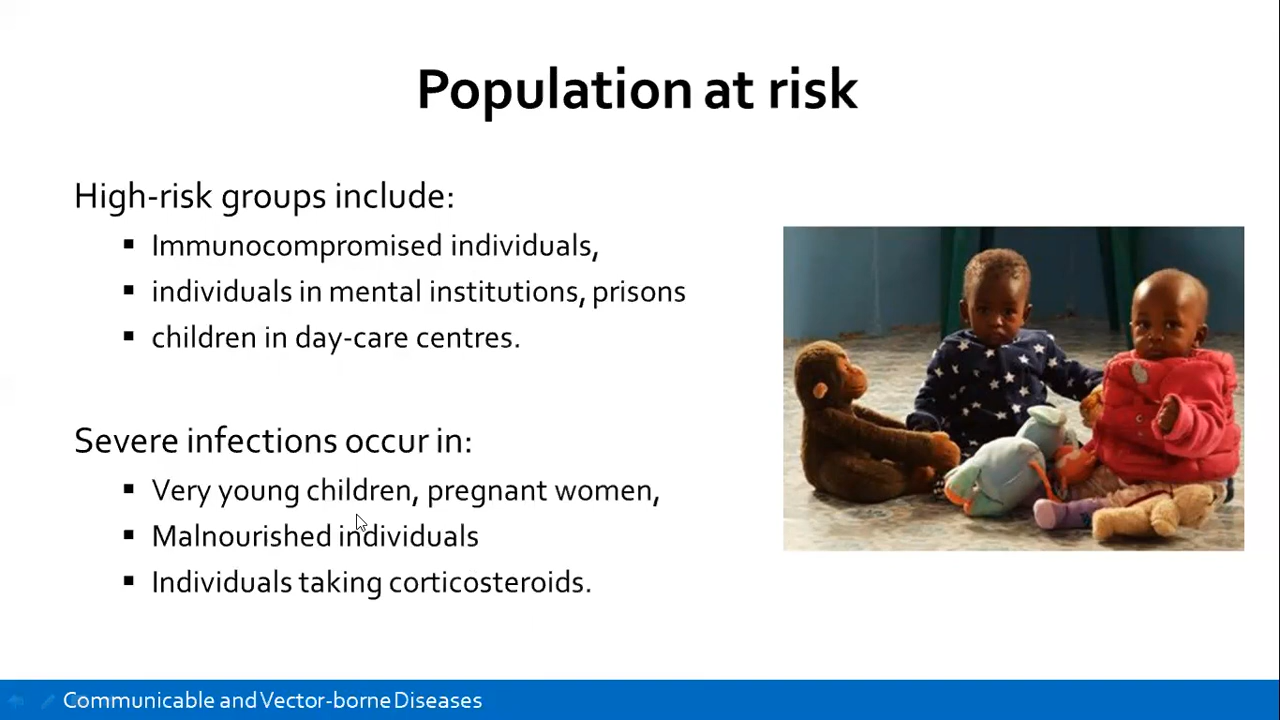 Population at risk
High-risk groups include:
▪ Immunocompromised individuals,
▪ individuals in mental institutions, prisons
▪ children in day-care centres.
Severe infections occur in:
▪ Very young children, pregnant women,
▪ Malnourished individuals
▪ Individuals taking corticosteroids.
Communicable and Vector-borne Diseases